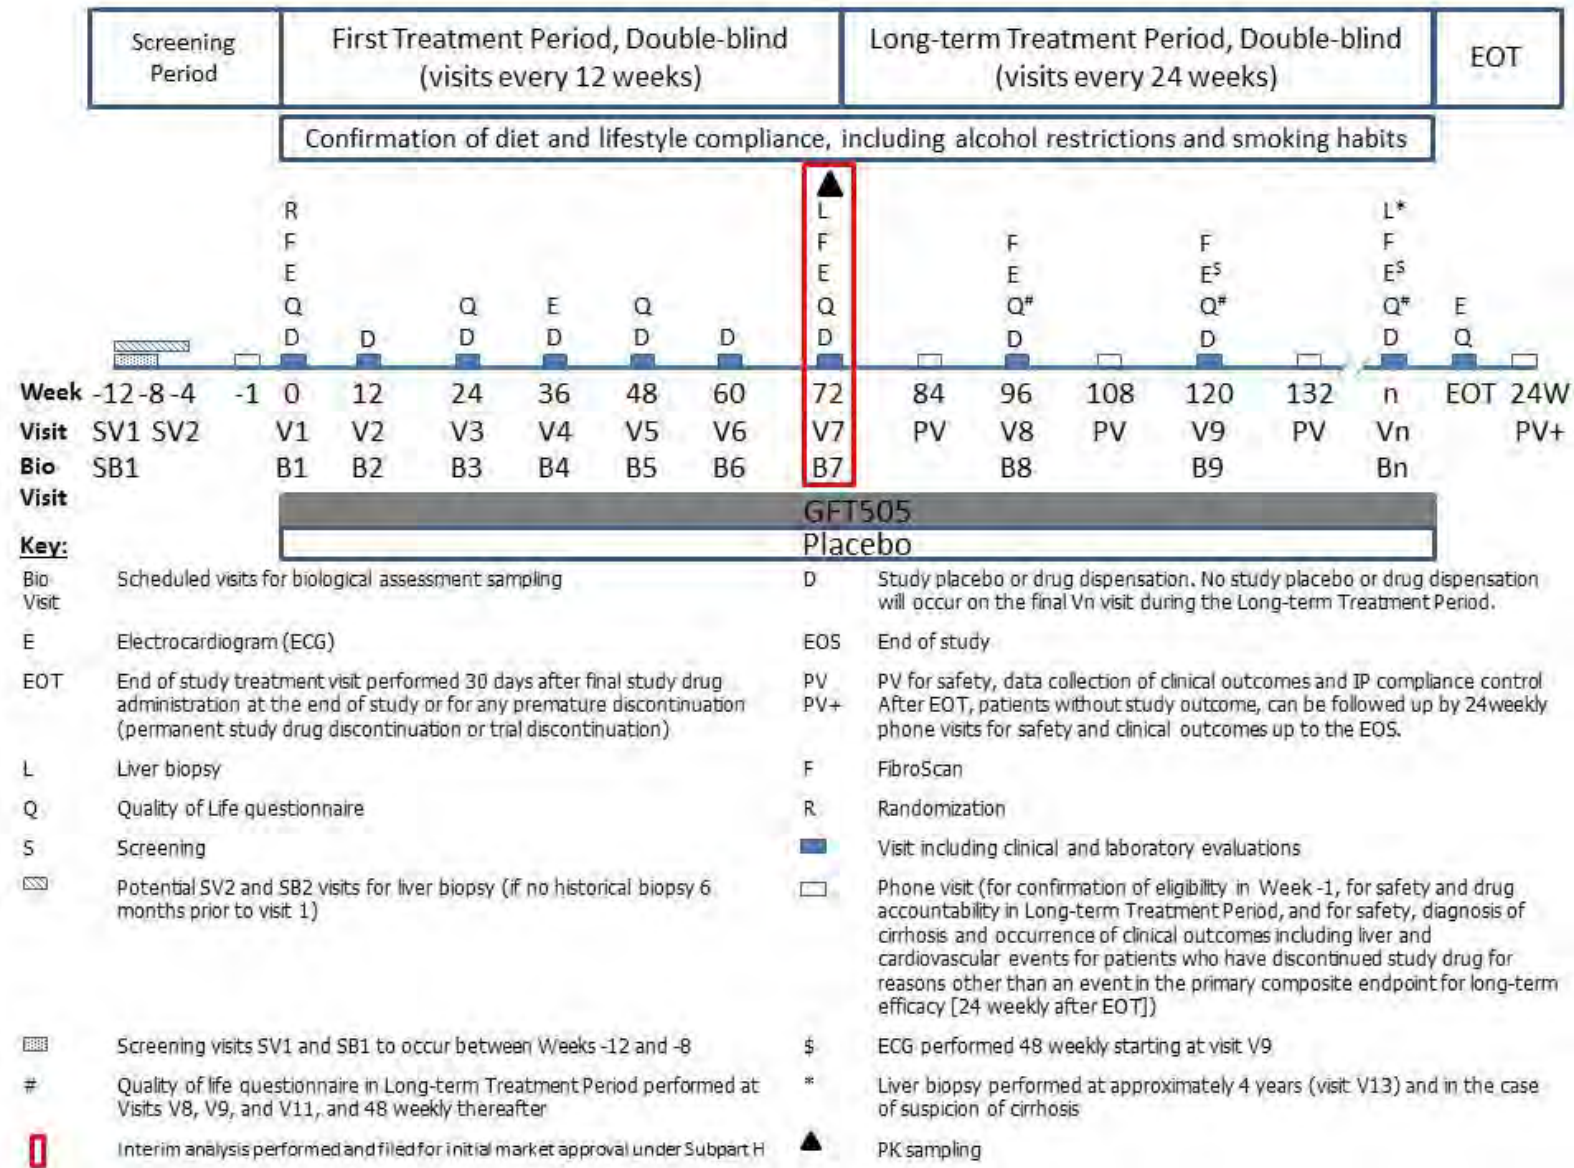 Screening
Period
First Treatment Period, Double-blind
(visits every 12 weeks)
Long-term Treatment Period, Double-blind
(visits every 24 weeks)
EOT
Confirmation of diet and lifestyle compliance, including alcohol restrictions and smoking habits
R L L*
F F F F F
E E E E$ E$
Q Q E Q Q Q# Q# Q# E
D D D D D D D D D D Q
Week -12 -8 -4 -1 0 12 24 36 48 60 72 84 96 108 120 132 n EOT 24W
Visit SV1 SV2 V1 V2 V3 V4 V5 V6 V7 PV V8 PV V9 PV Vn PV+
Bio SB1 B1 B2 B3 B4 B5 B6 B7 B8 B9 Bn
Visit
GFT505
Placebo
Key:
Bio Scheduled visits for biological assessment sampling
Visit
D Study placebo or drug dispensation. No study placebo or drug dispensation
will occur on the final Vn visit during the Long-term Treatment Period.
E Electrocardiogram (ECG)
EOS End of study
EOT End of study treatment visit performed 30 days after final study drug
administration at the end of study or for any premature discontinuation
(permanent study drug discontinuation or trial discontinuation)
PV PV for safety, data collection of clinical outcomes and IP compliance control
PV+ After EOT, patients without study outcome, can be followed up by 24weekly
phone visits for safety and clinical outcomes up to the EOS.
L Liver biopsy
F FibroScan
Q Quality of Life questionnaire
R Randomization
S Screening
Visit including clinical and laboratory evaluations
Potential SV2 and SB2 visits for liver biopsy (if no historical biopsy 6
months prior to visit 1)
Phone visit (for confirmation of eligibility in Week -1, for safety and drug
accountability in Long-term Treatment Period, and for safety, diagnosis of
cirrhosis and occurrence of clinical outcomes including liver and
cardiovascular events for patients who have discontinued study drug for
reasons other than an event in the primary composite endpoint for long-term
efficacy [24 weekly after EOT])
Screening visits SV1 and SB1 to occur between Weeks -12 and -8
$ ECG performed 48 weekly starting at visit V9
# Quality of life questionnaire in Long-term Treatment Period performed at
Visits V8, V9, and V11, and 48 weekly thereafter
* Liver biopsy performed at approximately 4 years (visit V13) and in the case
of suspicion of cirrhosis
Interim analysis performed and filed for initial market approval under Subpart H
PK sampling